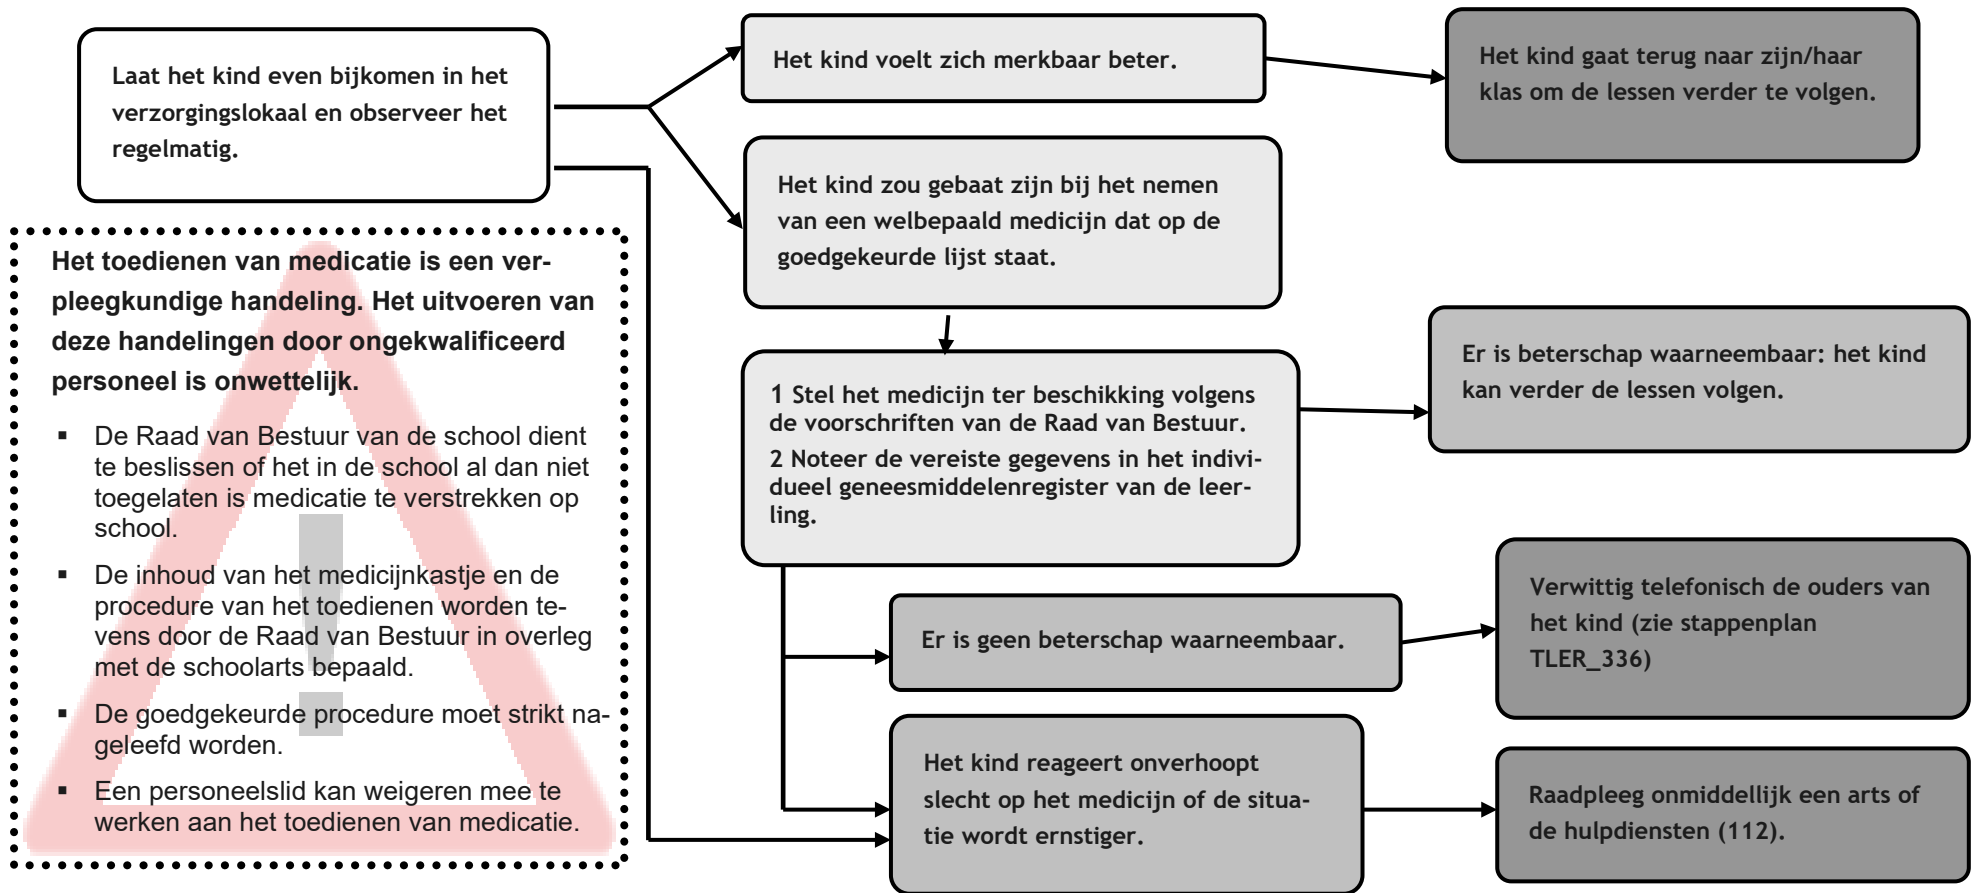 Laat het kind even bijkomen in het
verzorgingslokaal en observeer het
regelmatig.
Het kind voelt zich merkbaar beter.
Het kind gaat terug naar zijn/haar
klas om de lessen verder te volgen.
Het kind zou gebaat zijn bij het nemen
van een welbepaald medicijn dat op de
goedgekeurde lijst staat.
Het toedienen van medicatie is een ver-
pleegkundige handeling. Het uitvoeren van
deze handelingen door ongekwalificeerd
personeel is onwettelijk.
▪ De Raad van Bestuur van de school dient
te beslissen of het in de school al dan niet
toegelaten is medicatie te verstrekken op
school.
▪ De inhoud van het medicijnkastje en de
procedure van het toedienen worden te-
vens door de Raad van Bestuur in overleg
met de schoolarts bepaald.
▪ De goedgekeurde procedure moet strikt na-
geleefd worden.
▪ Een personeelslid kan weigeren mee te
werken aan het toedienen van medicatie.
1 Stel het medicijn ter beschikking volgens
de voorschriften van de Raad van Bestuur.
2 Noteer de vereiste gegevens in het indivi-
dueel geneesmiddelenregister van de leer-
ling.
Er is beterschap waarneembaar: het kind
kan verder de lessen volgen.
Er is geen beterschap waarneembaar.
Verwittig telefonisch de ouders van
het kind (zie stappenplan
TLER_336)
Het kind reageert onverhoopt
slecht op het medicijn of de situa-
tie wordt ernstiger.
Raadpleeg onmiddellijk een arts of
de hulpdiensten (112).